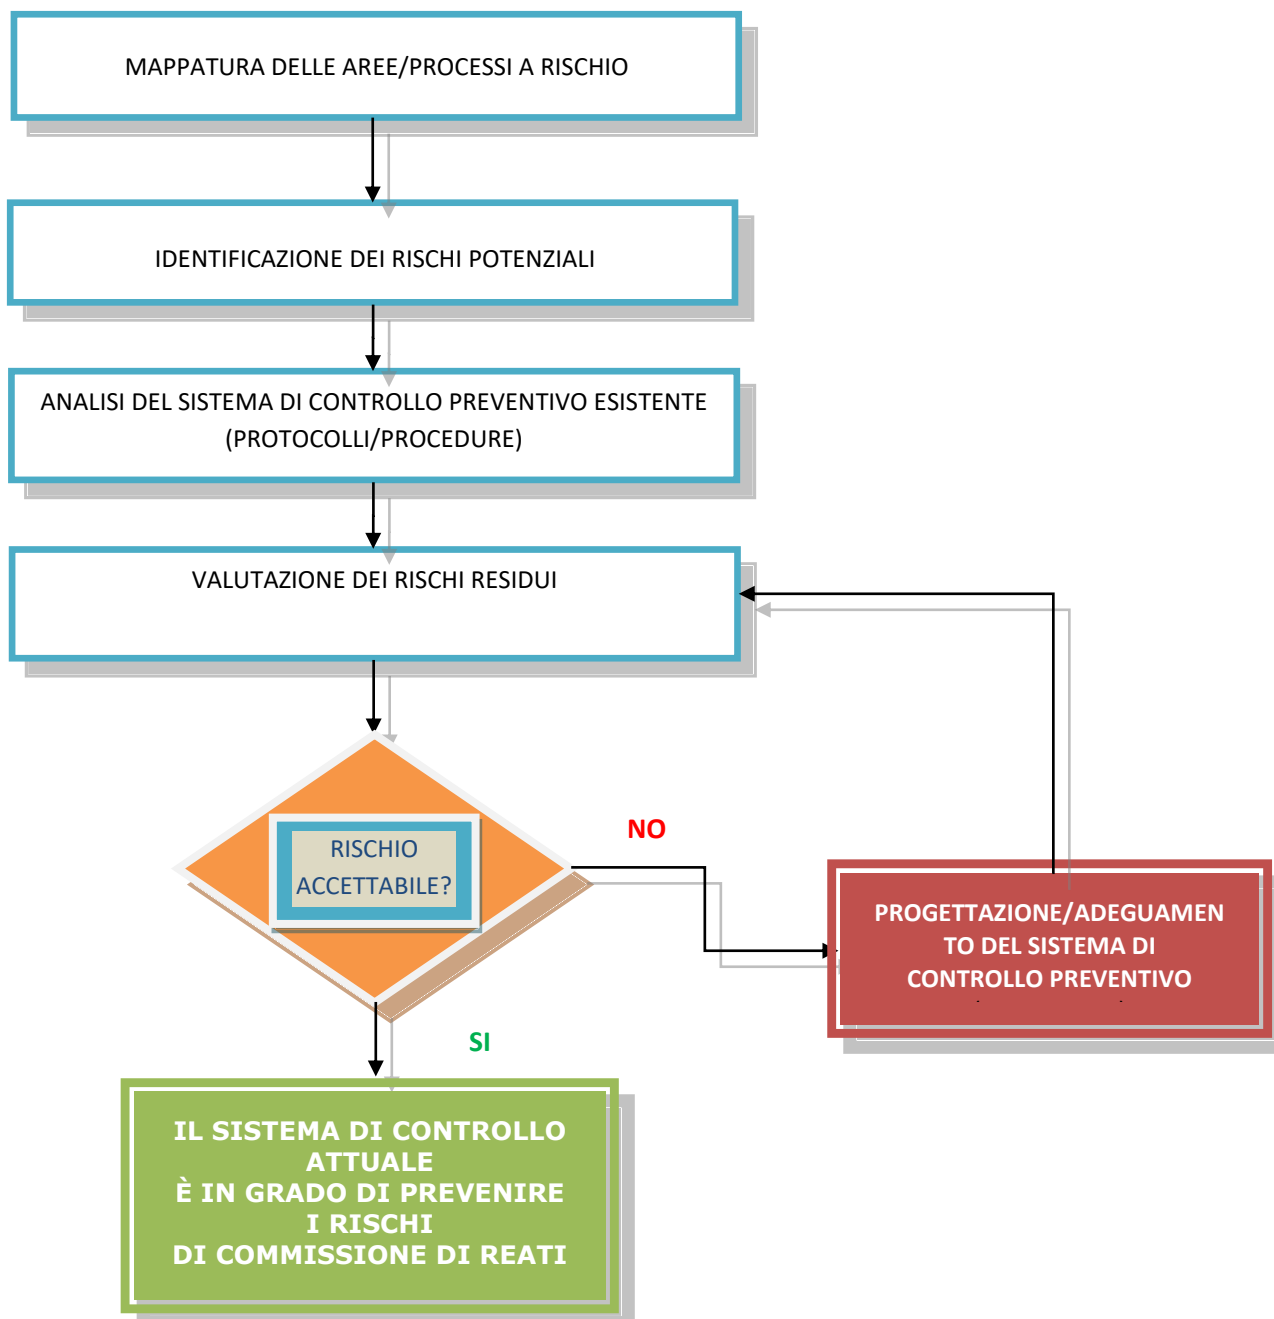 MAPPATURA DELLE AREE/PROCESSI A RISCHIO
IDENTIFICAZIONE DEI RISCHI POTENZIALI
ANALISI DEL SISTEMA DI CONTROLLO PREVENTIVO ESISTENTE
(PROTOCOLLI/PROCEDURE)
VALUTAZIONE DEI RISCHI RESIDUI
NO
RISCHIO
ACCETTABILE?
PROGETTAZIONE/ADEGUAMEN
TO DEL SISTEMA DI
CONTROLLO PREVENTIVO
SI
IL SISTEMA DI CONTROLLO
ATTUALE
È IN GRADO DI PREVENIRE
I RISCHI
DI COMMISSIONE DI REATI